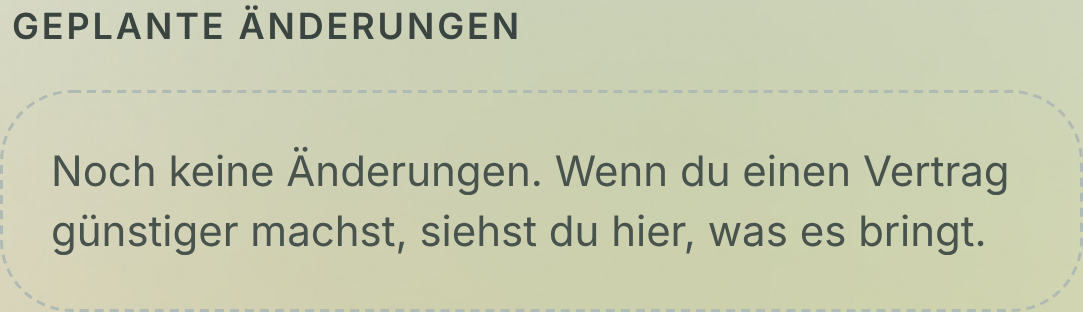 GEPLANTE ÄNDERUNGEN
Noch keine Änderungen. Wenn du einen Vertrag
günstiger machst, siehst du hier, was es bringt.